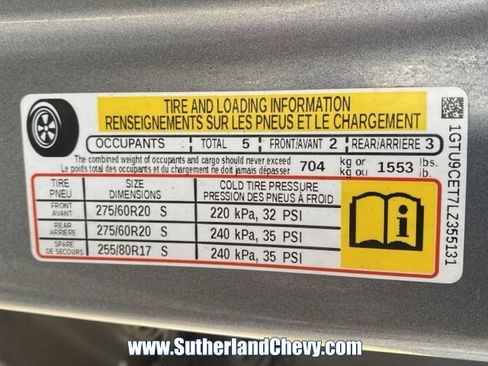 TIRE AND LOADING INFORMATION
RENSEIGNEMENTS SUR LES PNEUS ET LE CHARGEMENT
OCCUPANTS TOTAL 5 FRONT/AVANT 2 REAR/ARRIERE 3
The combined weight of occupants and cargo should never exceed
Le poids total des occupants et du chargement ne doit jamais dépasser
704 kg or kg ou 1553 lbs. lb.
TIRE PNEU SIZE DIMENSIONS COLD TIRE PRESSURE PRESSION DES PNEUS À FROID
FRONT AVANT 275/60R20 S 220 kPa, 32 PSI
REAR ARRIÈRE 275/60R20 S 240 kPa, 35 PSI
SPARE DE SECOURS 255/80R17 S 240 kPa, 35 PSI
1GTU9CET7LZ355131
www.SutherlandChevy.com